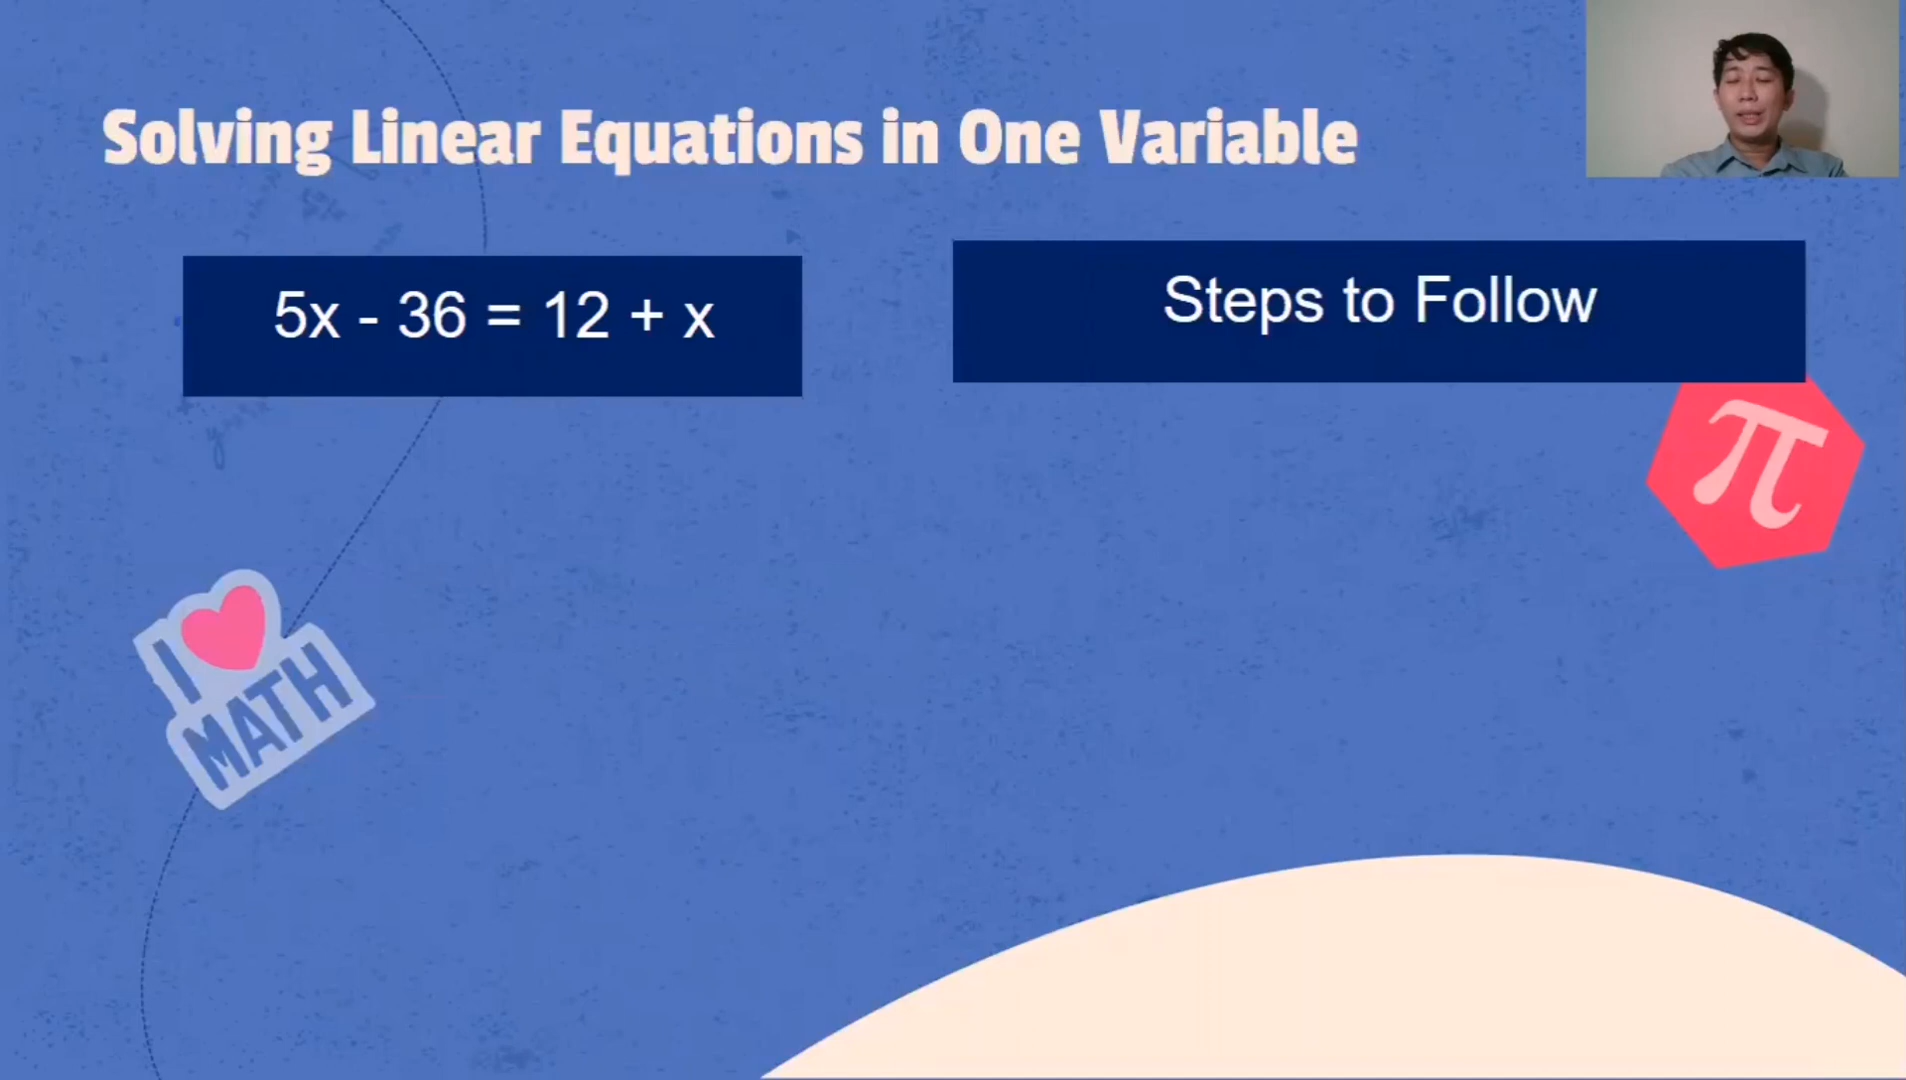 Solving Linear Equations in One Variable
5x - 36 = 12 + x
Steps to Follow
π
I
MATH